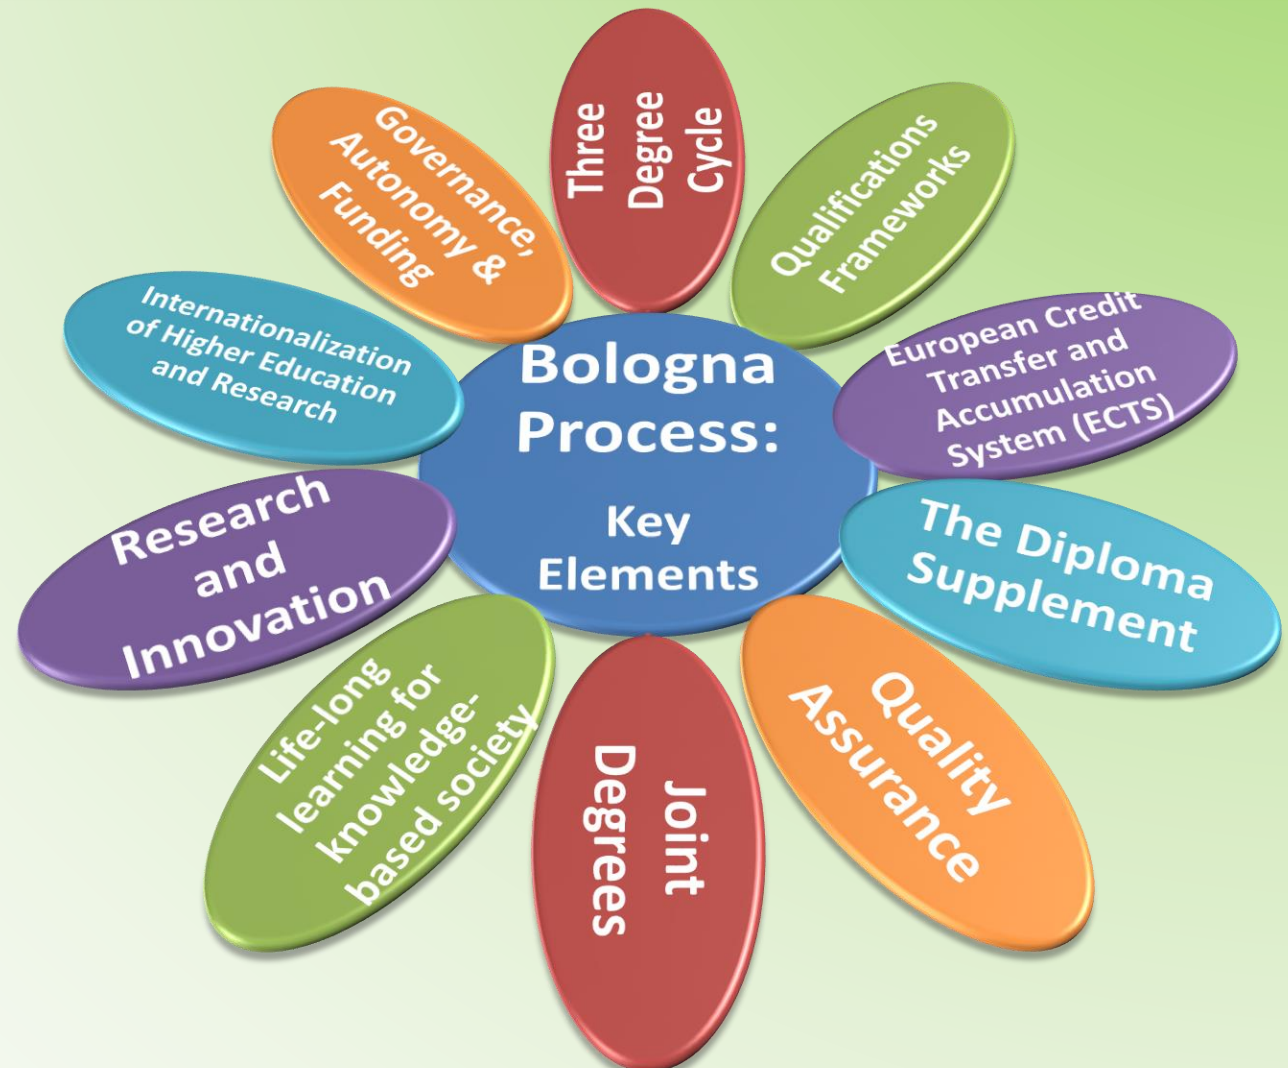 Bologna
Process:
Key
Elements
Three
Degree
Cycle
Qualifications
Frameworks
European Credit
Transfer and
Accumulation
System (ECTS)
The Diploma
Supplement
Quality
Assurance
Joint
Degrees
Life-long
learning for
knowledge-
based society
Research
and
Innovation
Internationalization
of Higher Education
and Research
Governance,
Autonomy &
Funding